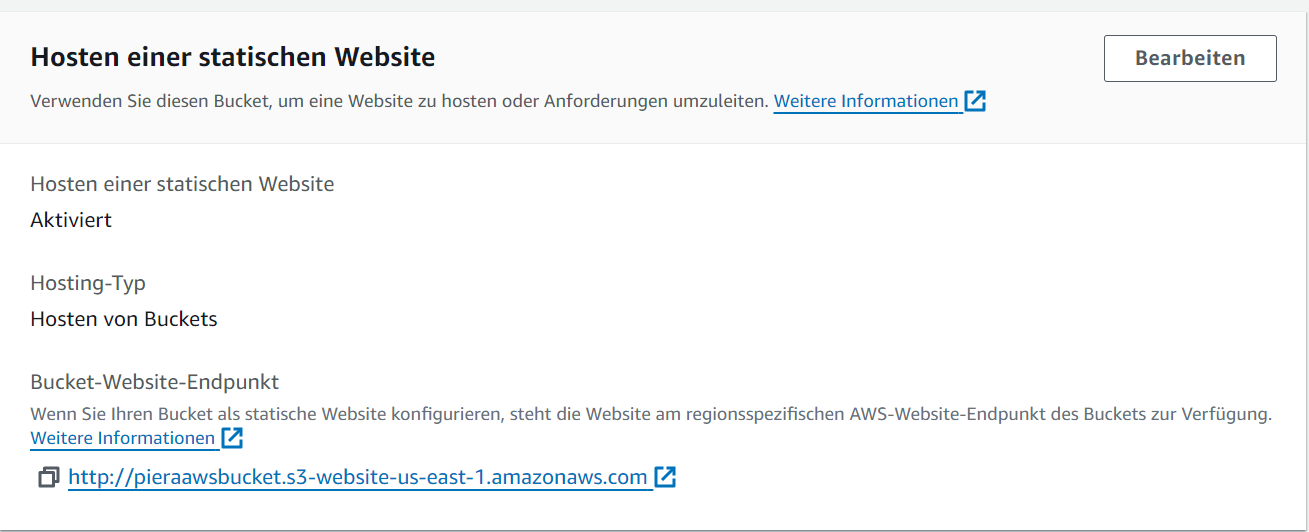 Hosten einer statischen Website
Bearbeiten
Verwenden Sie diesen Bucket, um eine Website zu hosten oder Anforderungen umzuleiten. Weitere Informationen
Hosten einer statischen Website
Aktiviert
Hosting-Typ
Hosten von Buckets
Bucket-Website-Endpunkt
Wenn Sie Ihren Bucket als statische Website konfigurieren, steht die Website am regionsspezifischen AWS-Website-Endpunkt des Buckets zur Verfügung.
Weitere Informationen
http://pieraawsbucket.s3-website-us-east-1.amazonaws.com